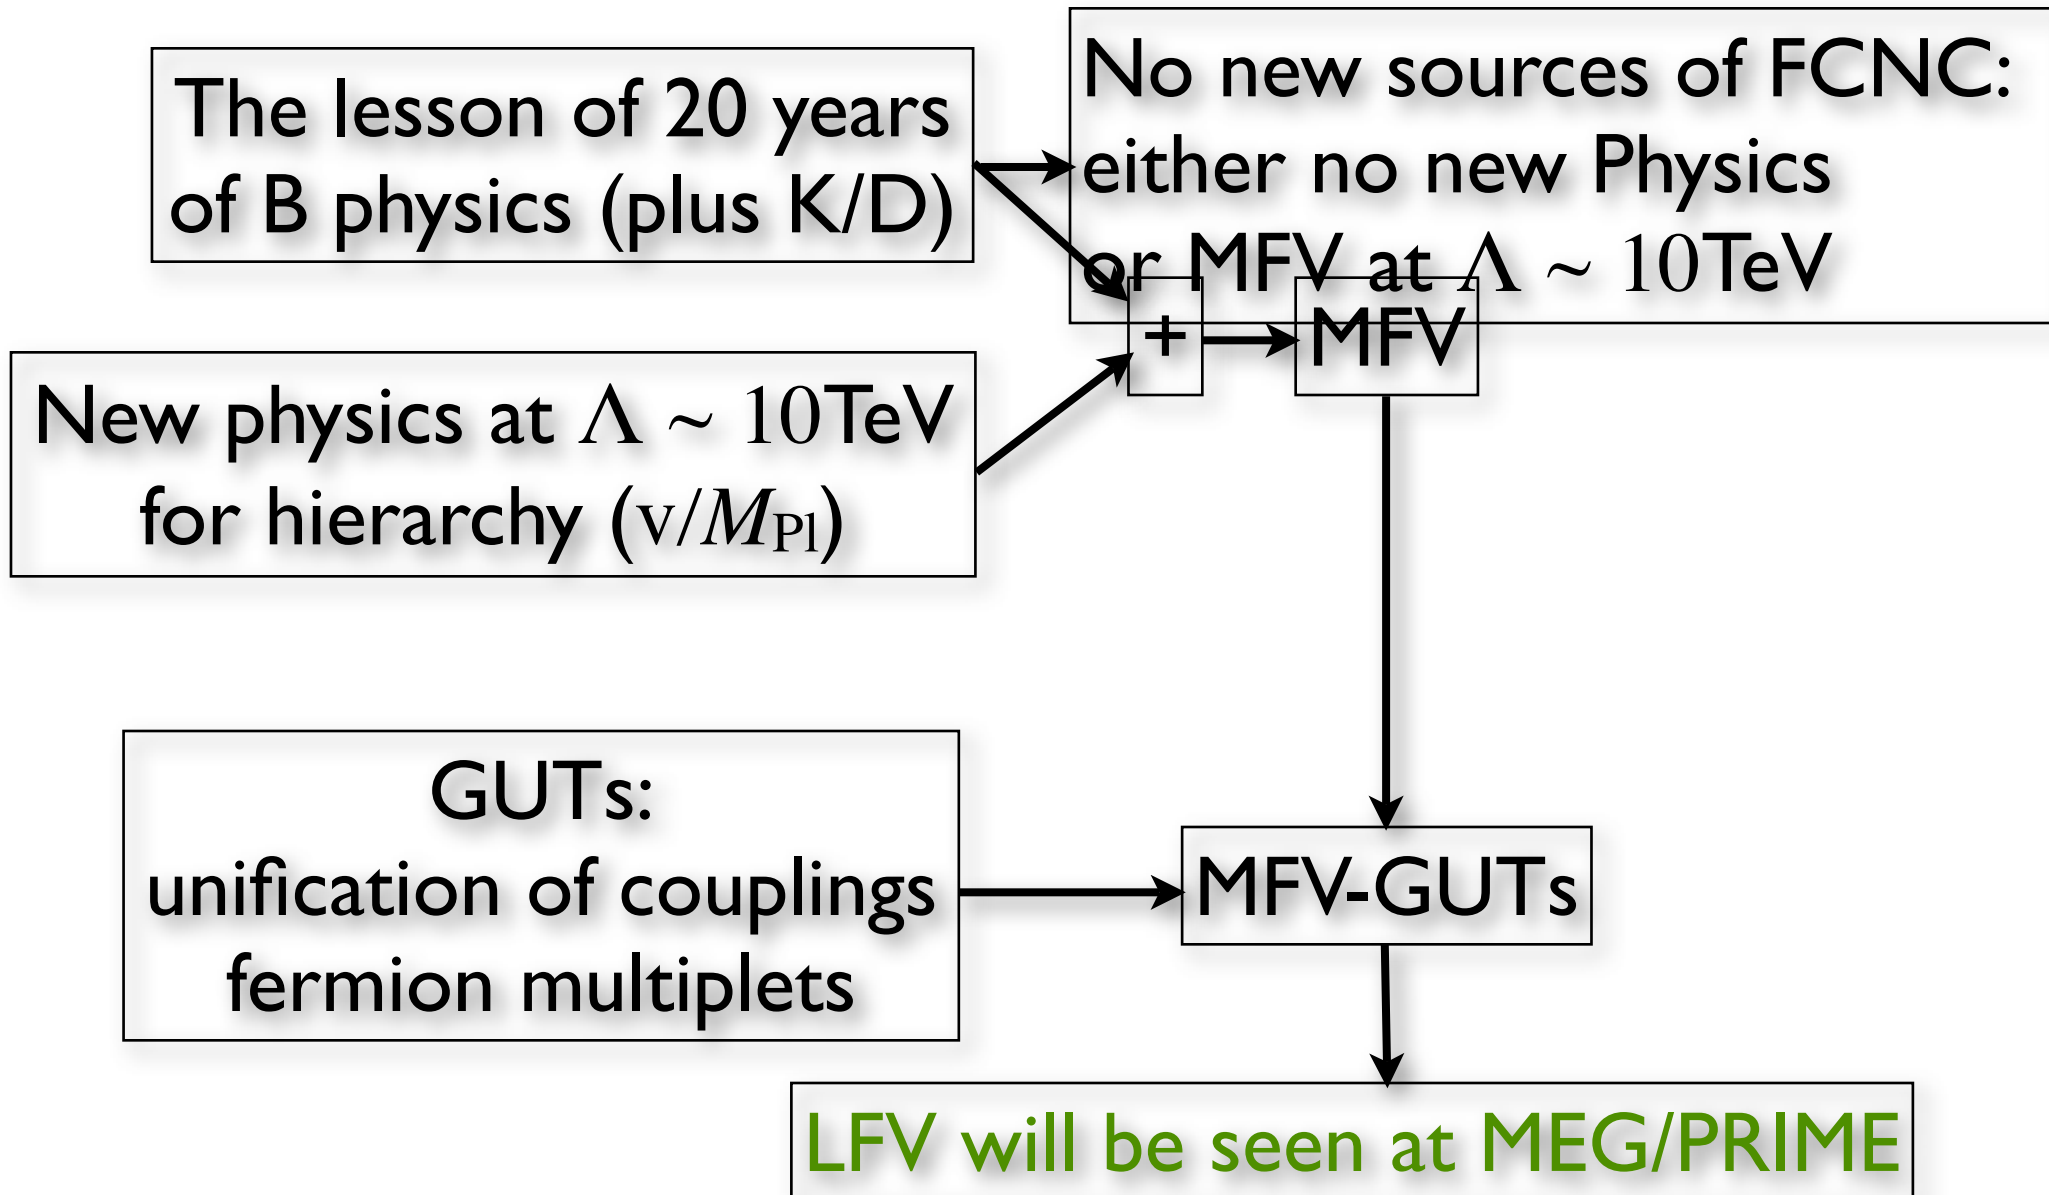 The lesson of 20 years
of B physics (plus K/D)
No new sources of FCNC:
either no new Physics
or MFV at Λ ~ 10TeV
+
MFV
New physics at Λ ~ 10TeV
for hierarchy (v/M_Pl)
GUTs:
unification of couplings
fermion multiplets
MFV-GUTs
LFV will be seen at MEG/PRIME